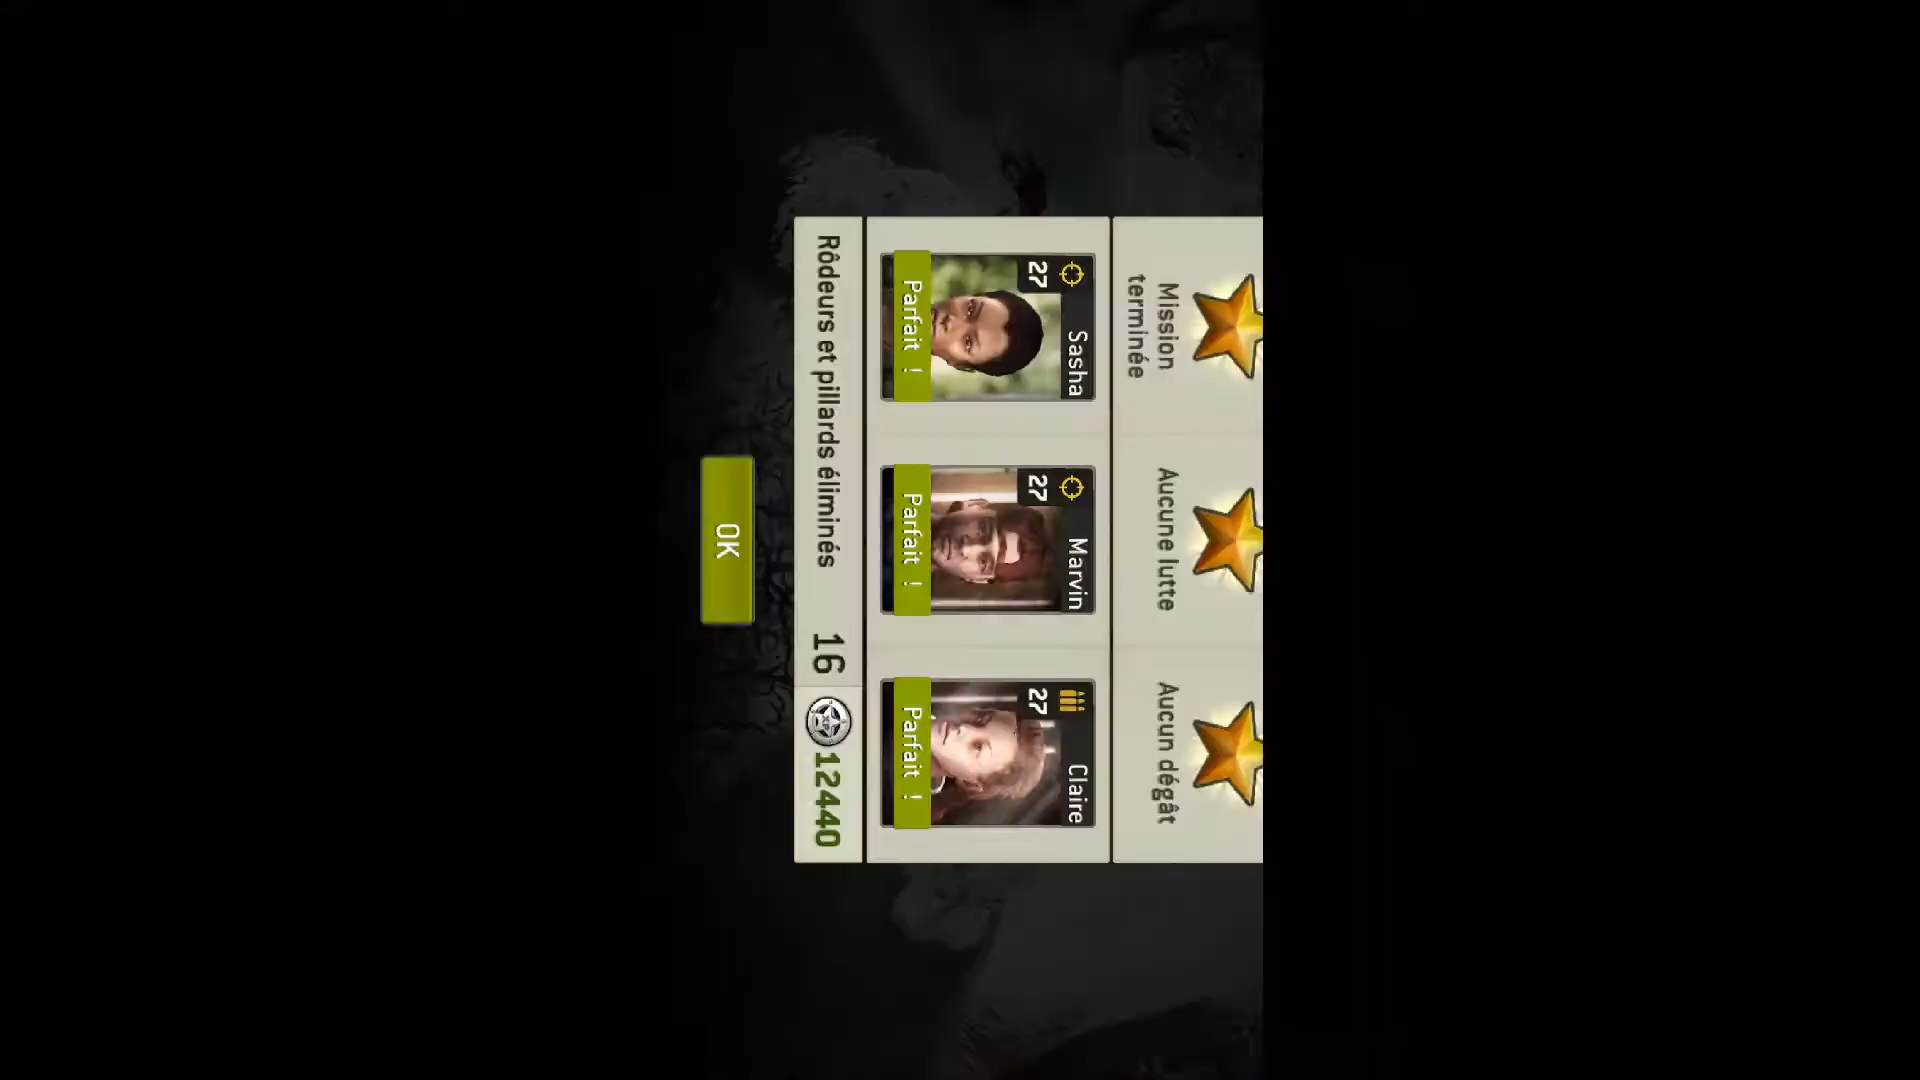 Mission
terminée
Aucune lutte
Aucun dégât
Sasha
27
Parfait !
Marvin
27
Parfait !
Claire
27
Parfait !
Rôdeurs et pillards éliminés 16 XP 12440
OK